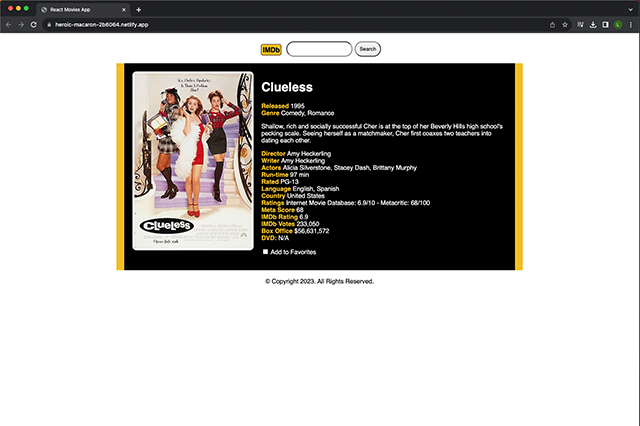 React Movies App
heroic-macaron-2b6064.netlify.app
L
IMDb
Search
Clueless
Released 1995
Genre Comedy, Romance
Shallow, rich and socially successful Cher is at the top of her Beverly Hills high school's
pecking scale. Seeing herself as a matchmaker, Cher first coaxes two teachers into
dating each other.
Director Amy Heckerling
Writer Amy Heckerling
Actors Alicia Silverstone, Stacey Dash, Brittany Murphy
Run-time 97 min
Rated PG-13
Language English, Spanish
Country United States
Ratings Internet Movie Database: 6.9/10 - Metacritic: 68/100
Meta Score 68
IMDb Rating 6.9
IMDb Votes 233,050
Box Office $56,631,572
DVD: N/A
Add to Favorites
CLUELESS
© Copyright 2023. All Rights Reserved.